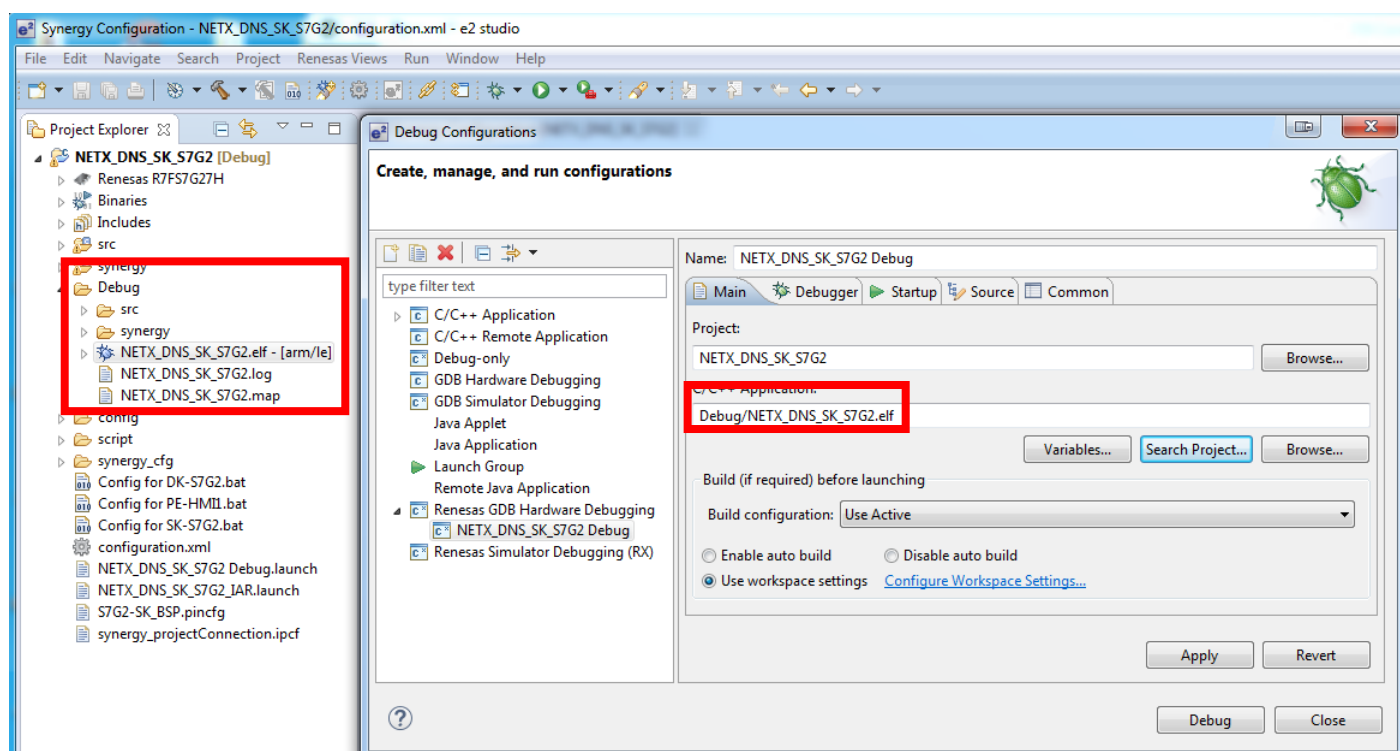 Synergy Configuration - NETX_DNS_SK_S7G2/configuration.xml - e2 studio
File Edit Navigate Search Project Renesas Views Run Window Help
Project Explorer
NETX_DNS_SK_S7G2 [Debug]
Renesas R7FS7G27H
Binaries
Includes
src
synergy
Debug
src
synergy
NETX_DNS_SK_S7G2.elf - [arm/le]
NETX_DNS_SK_S7G2.log
NETX_DNS_SK_S7G2.map
config
script
synergy_cfg
Config for DK-S7G2.bat
Config for PE-HMI1.bat
Config for SK-S7G2.bat
configuration.xml
NETX_DNS_SK_S7G2 Debug.launch
NETX_DNS_SK_S7G2_IAR.launch
S7G2-SK_BSP.pincfg
synergy_projectConnection.ipcf
Debug Configurations
Create, manage, and run configurations
type filter text
C/C++ Application
C/C++ Remote Application
Debug-only
GDB Hardware Debugging
GDB Simulator Debugging
Java Applet
Java Application
Launch Group
Remote Java Application
Renesas GDB Hardware Debugging
NETX_DNS_SK_S7G2 Debug
Renesas Simulator Debugging (RX)
Name: NETX_DNS_SK_S7G2 Debug
Main Debugger Startup Source Common
Project:
NETX_DNS_SK_S7G2 Browse...
C/C++ Application:
Debug/NETX_DNS_SK_S7G2.elf
Variables... Search Project... Browse...
Build (if required) before launching
Build configuration: Use Active
Enable auto build Disable auto build
Use workspace settings Configure Workspace Settings...
Apply Revert
Debug Close